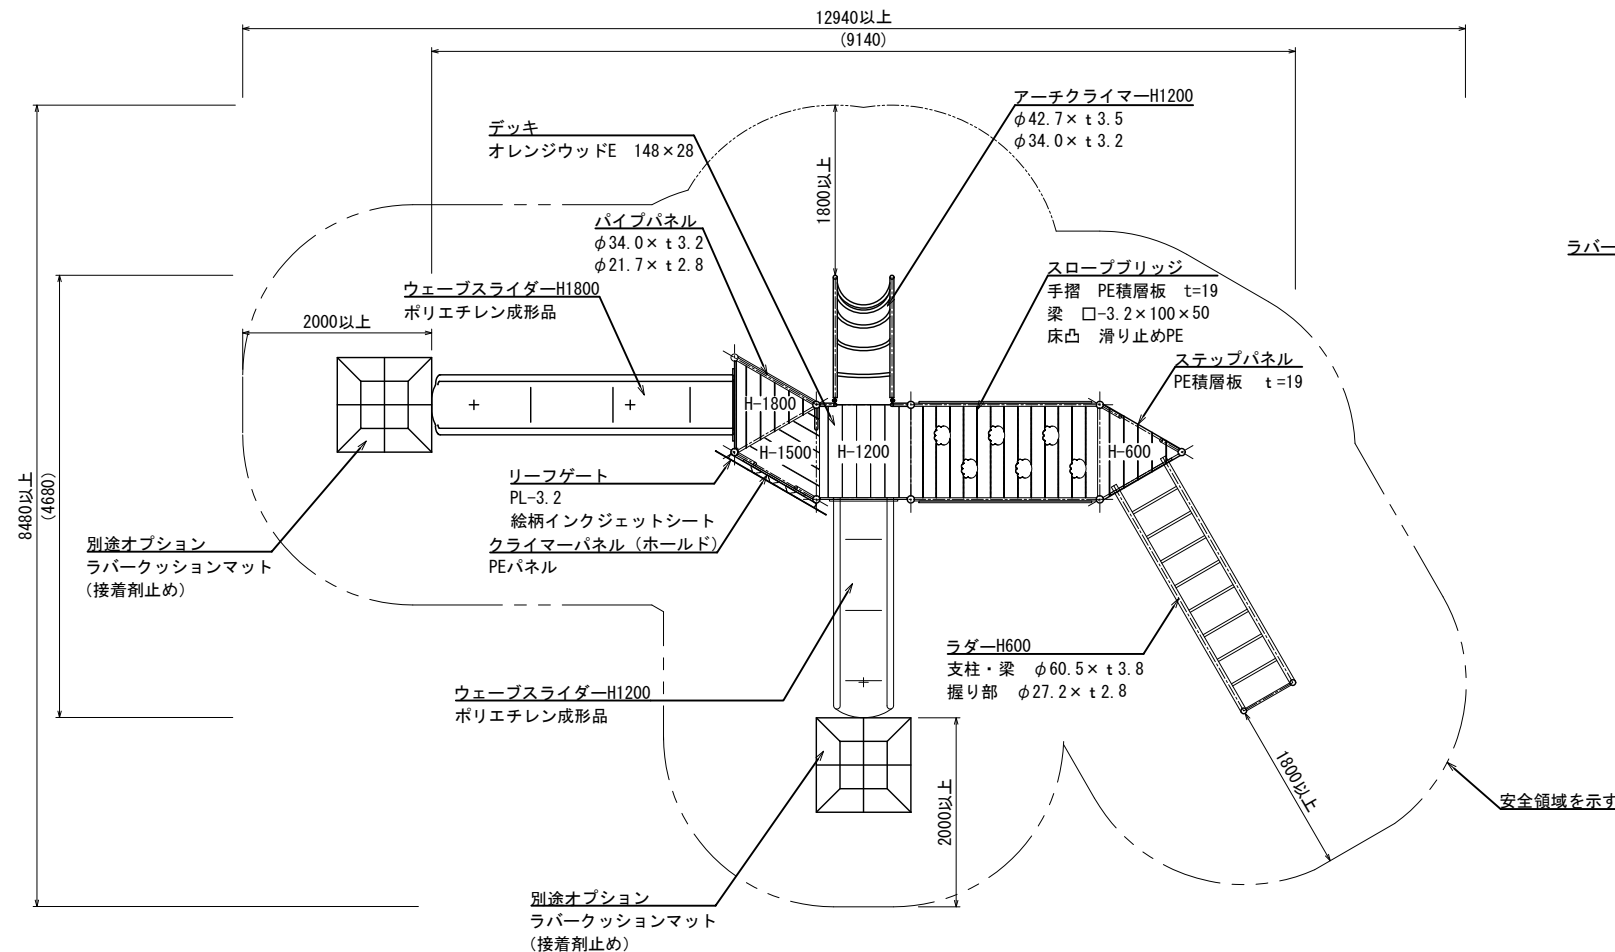 12940以上
(9140)
アーチクライマーH1200
φ42.7×t3.5
φ34.0×t3.2
デッキ
オレンジウッドE 148×28
1800以上
パイプパネル
φ34.0×t3.2
φ21.7×t2.8
ラバー
スロープブリッジ
手摺 PE積層板 t=19
梁 口-3.2×100×50
床凸 滑り止めPE
ウェーブスライダーH1800
ポリエチレン成形品
2000以上
ステップパネル
PE積層板 t=19
H-1800
H-1500
H-1200
H-600
リーフゲート
PL-3.2
絵柄インクジェットシート
クライマーパネル（ホールド）
PEパネル
8480以上
(4680)
別途オプション
ラバークッションマット
(接着剤止め)
ラダーH600
支柱・梁 φ60.5×t3.8
握り部 φ27.2×t2.8
ウェーブスライダーH1200
ポリエチレン成形品
1800以上
2000以上
安全領域を示す
別途オプション
ラバークッションマット
(接着剤止め)